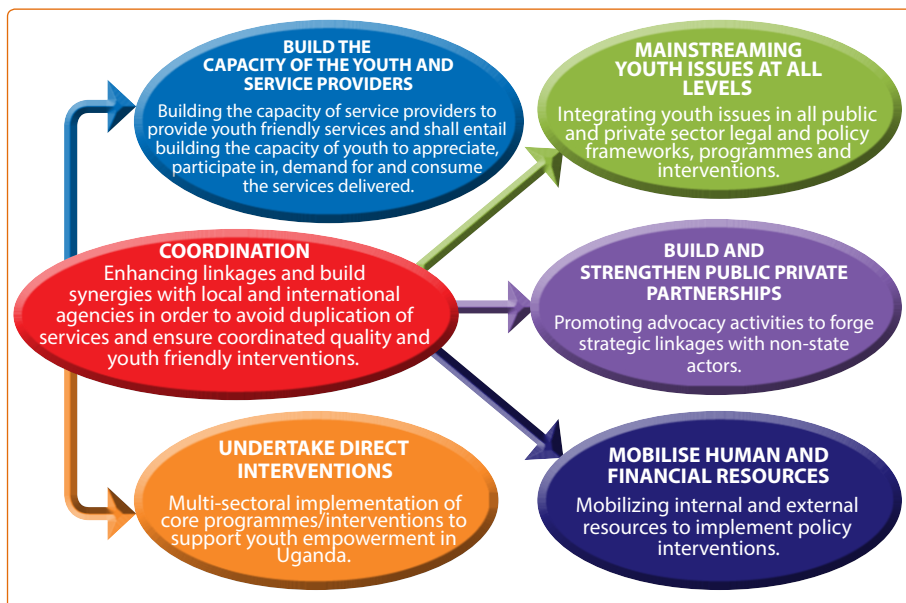 BUILD THE
CAPACITY OF THE YOUTH AND
SERVICE PROVIDERS
Building the capacity of service providers to
provide youth friendly services and shall entail
building the capacity of youth to appreciate,
participate in, demand for and consume
the services delivered.
MAINSTREAMING
YOUTH ISSUES AT ALL
LEVELS
Integrating youth issues in all public
and private sector legal and policy
frameworks, programmes and
interventions.
COORDINATION
Enhancing linkages and build
synergies with local and international
agencies in order to avoid duplication of
services and ensure coordinated quality and
youth friendly interventions.
BUILD AND
STRENGTHEN PUBLIC PRIVATE
PARTNERSHIPS
Promoting advocacy activities to forge
strategic linkages with non-state
actors.
UNDERTAKE DIRECT
INTERVENTIONS
Multi-sectoral implementation of
core programmes/interventions to
support youth empowerment in
Uganda.
MOBILISE HUMAN AND
FINANCIAL RESOURCES
Mobilizing internal and external
resources to implement policy
interventions.